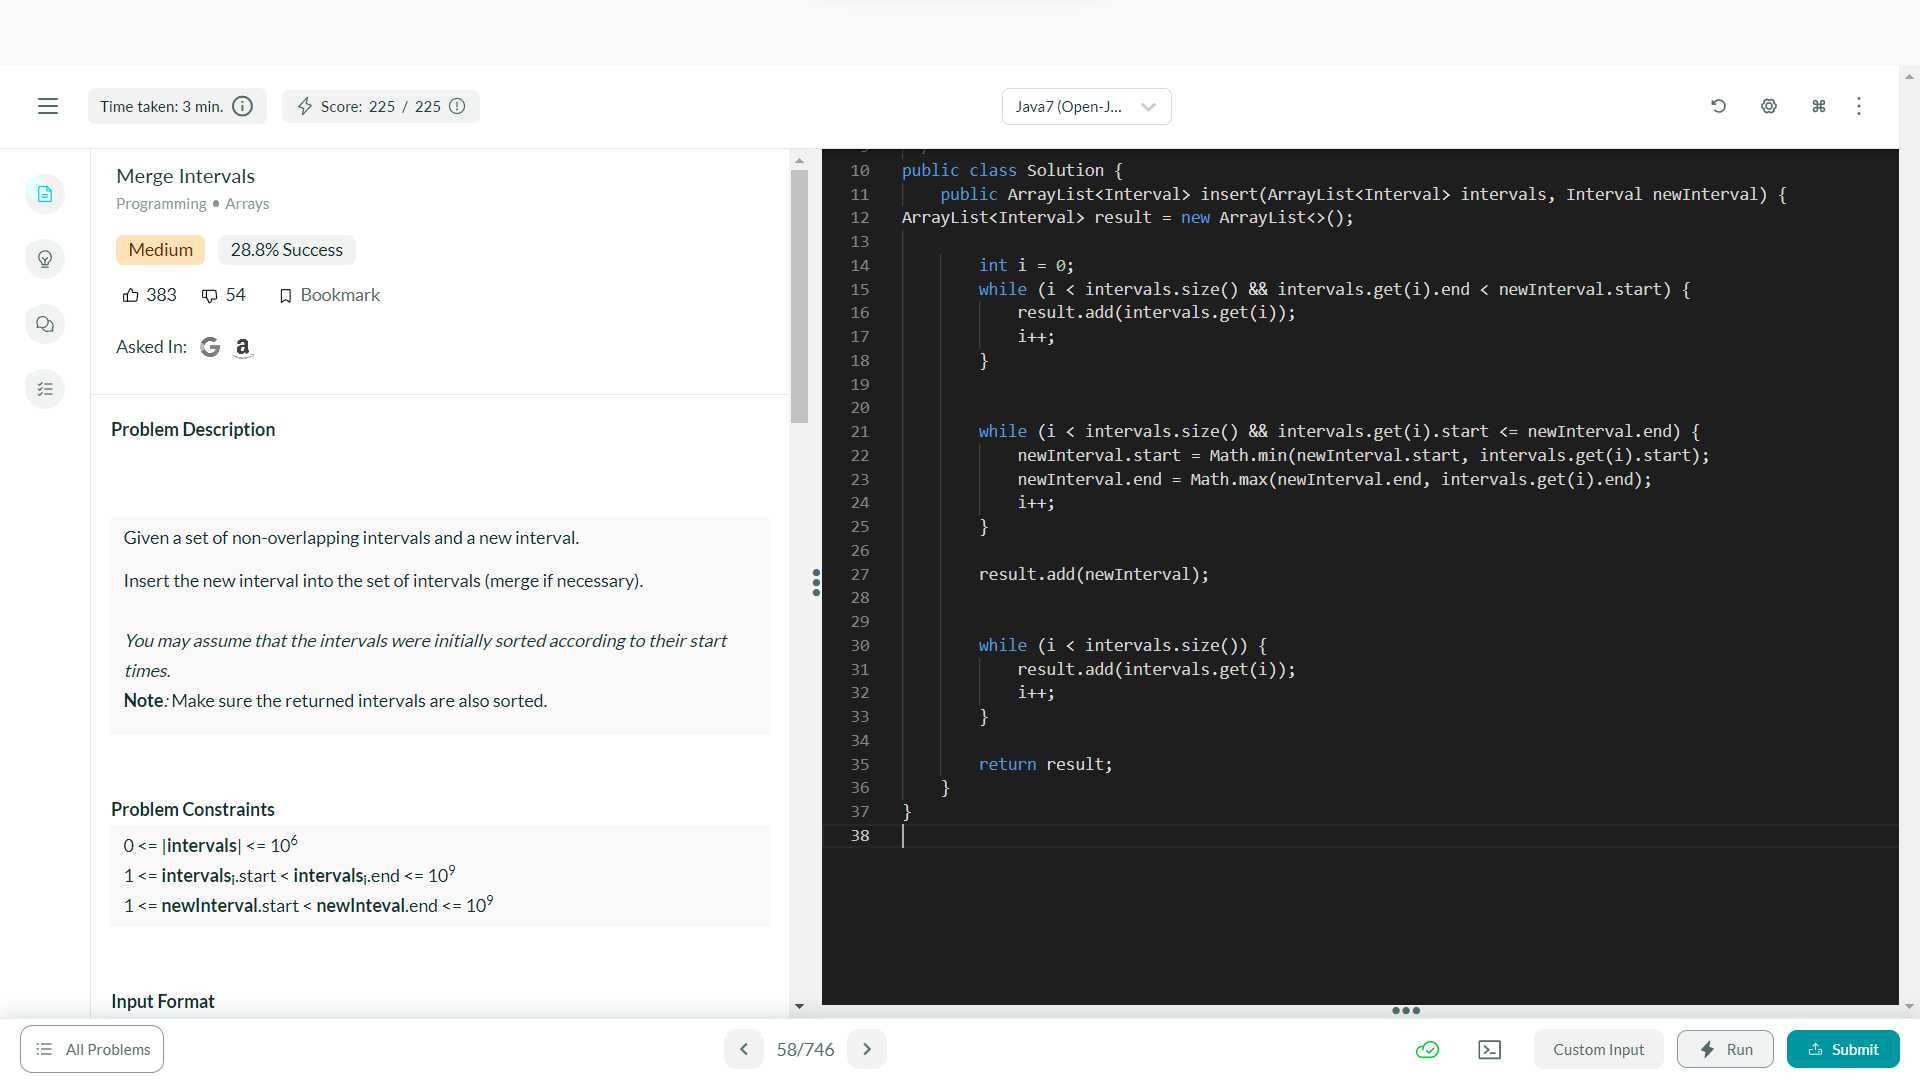 Time taken: 3 min.
Score: 225 / 225
Java7 (Open-J...
Merge Intervals
Programming • Arrays
Medium
28.8% Success
383
54
Bookmark
Asked In:
Problem Description
Given a set of non-overlapping intervals and a new interval.
Insert the new interval into the set of intervals (merge if necessary).
You may assume that the intervals were initially sorted according to their start
times.
Note: Make sure the returned intervals are also sorted.
Problem Constraints
0 <= |intervals| <= 10^6
1 <= intervals_i.start < intervals_i.end <= 10^9
1 <= newInterval.start < newInteval.end <= 10^9
Input Format
10 public class Solution {
11 public ArrayList<Interval> insert(ArrayList<Interval> intervals, Interval newInterval) {
12 ArrayList<Interval> result = new ArrayList<>();
13
14 int i = 0;
15 while (i < intervals.size() && intervals.get(i).end < newInterval.start) {
16 result.add(intervals.get(i));
17 i++;
18 }
19
20
21 while (i < intervals.size() && intervals.get(i).start <= newInterval.end) {
22 newInterval.start = Math.min(newInterval.start, intervals.get(i).start);
23 newInterval.end = Math.max(newInterval.end, intervals.get(i).end);
24 i++;
25 }
26
27 result.add(newInterval);
28
29
30 while (i < intervals.size()) {
31 result.add(intervals.get(i));
32 i++;
33 }
34
35 return result;
36 }
37 }
38
All Problems
58/746
Custom Input
Run
Submit